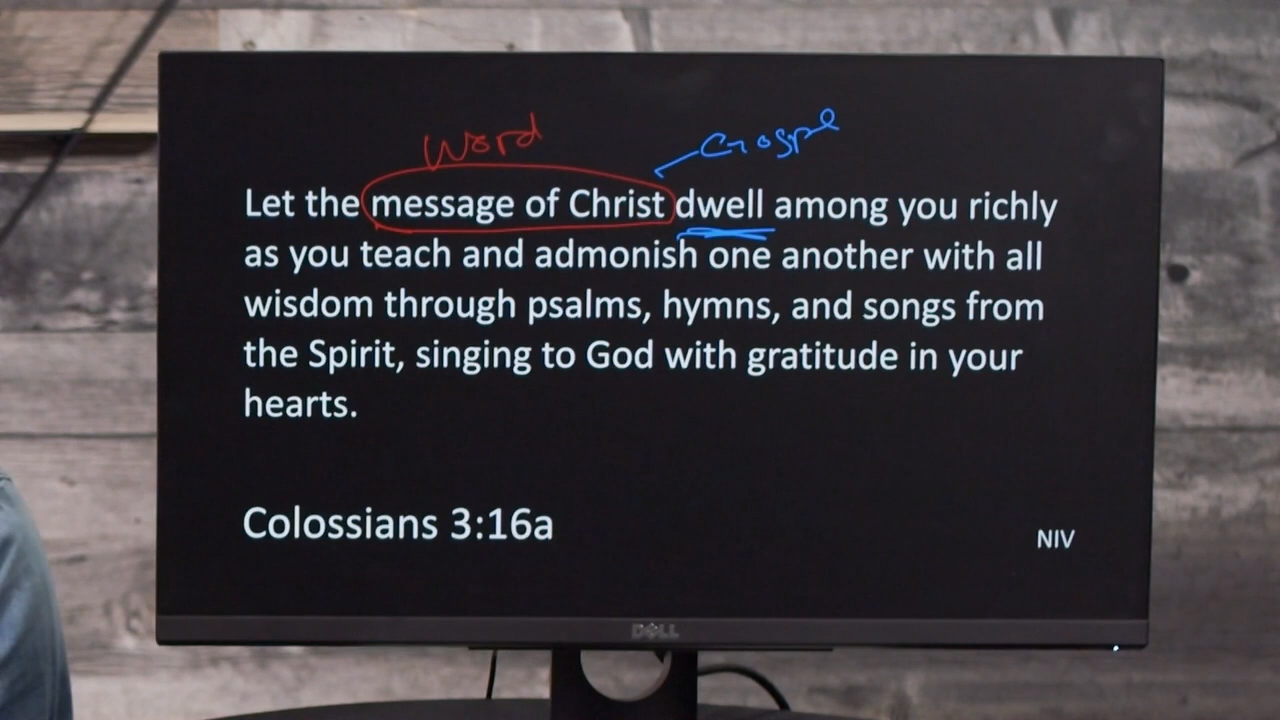 Word
Gospel
Let the message of Christ dwell among you richly
as you teach and admonish one another with all
wisdom through psalms, hymns, and songs from
the Spirit, singing to God with gratitude in your
hearts.
Colossians 3:16a
NIV
DELL